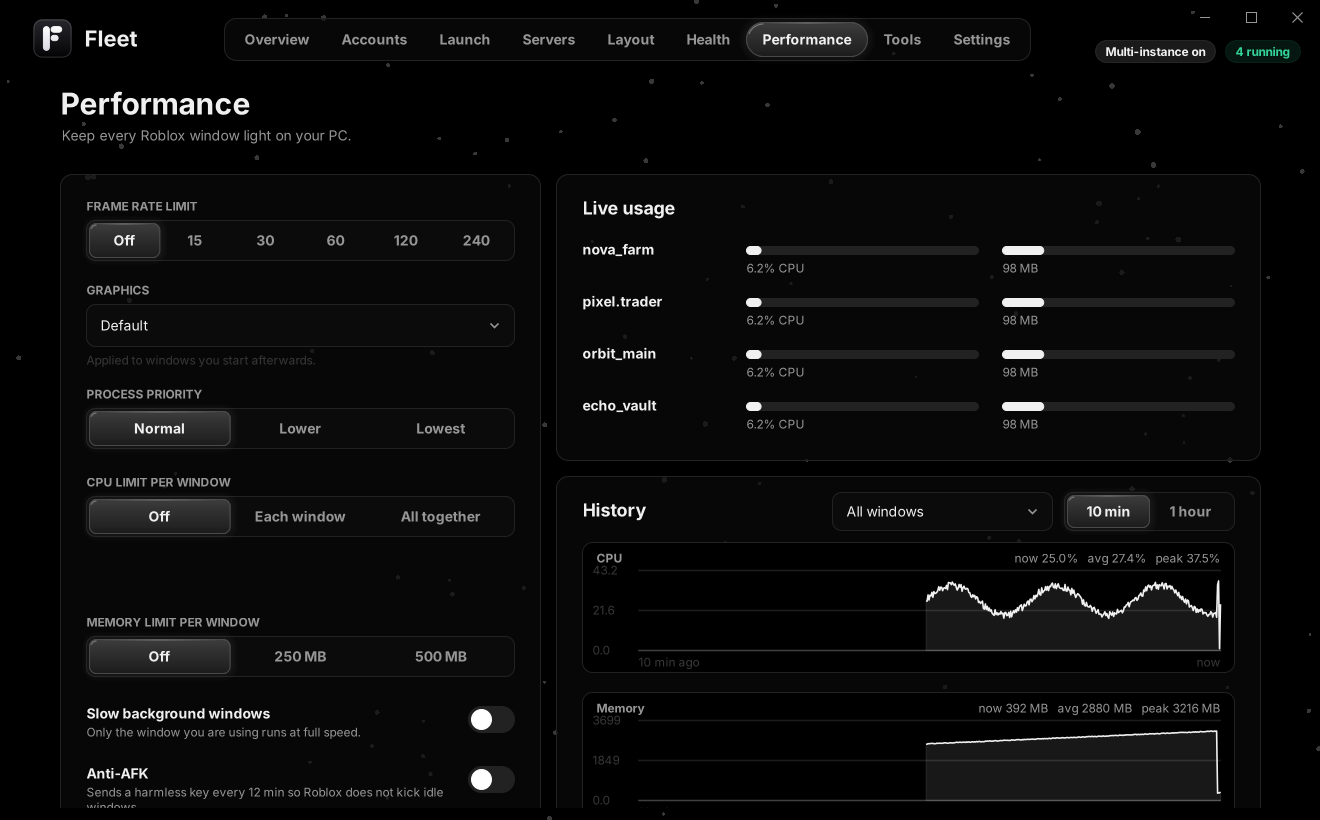 Fleet
Overview Accounts Launch Servers Layout Health Performance Tools Settings
Multi-instance on 4 running
Performance
Keep every Roblox window light on your PC.
FRAME RATE LIMIT
Off 15 30 60 120 240
GRAPHICS
Default
Applied to windows you start afterwards.
PROCESS PRIORITY
Normal Lower Lowest
CPU LIMIT PER WINDOW
Off Each window All together
MEMORY LIMIT PER WINDOW
Off 250 MB 500 MB
Slow background windows
Only the window you are using runs at full speed.
Anti-AFK
Sends a harmless key every 12 min so Roblox does not kick idle
windows.
Live usage
nova_farm
6.2% CPU 98 MB
pixel.trader
6.2% CPU 98 MB
orbit_main
6.2% CPU 98 MB
echo_vault
6.2% CPU 98 MB
History All windows 10 min 1 hour
CPU now 25.0% avg 27.4% peak 37.5%
43.2
21.6
0.0
10 min ago now
Memory now 392 MB avg 2880 MB peak 3216 MB
3699
1849
0.0